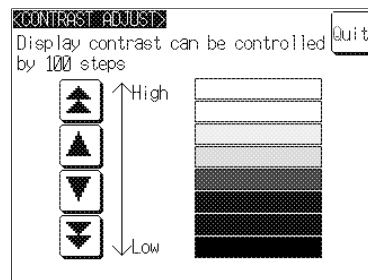 <CONTRAST ADJUST>
Display contrast can be controlled
by 100 steps
Quit
High
Low